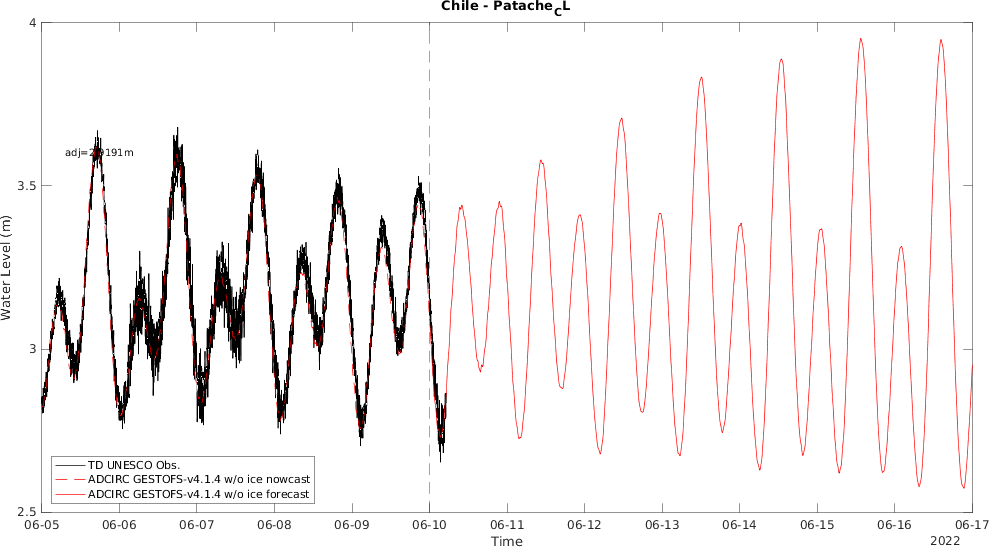 Chile - Patache_CL
4
3.5
3
2.5
Water Level (m)
TD UNESCO Obs.
ADCIRC GESTOFS-v4.1.4 w/o ice nowcast
ADCIRC GESTOFS-v4.1.4 w/o ice forecast
06-05 06-06 06-07 06-08 06-09 06-10 06-11 06-12 06-13 06-14 06-15 06-16 06-17
Time
2022